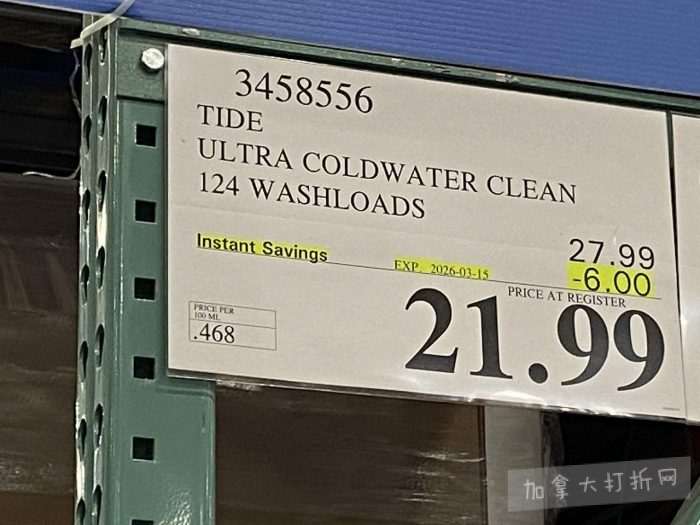 3458556
TIDE
ULTRA COLDWATER CLEAN
124 WASHLOADS
27.99
Instant Savings EXP. 2026-03-15 -6.00
PRICE AT REGISTER
21.99
PRICE PER
100 ML
.468
加拿大打折网